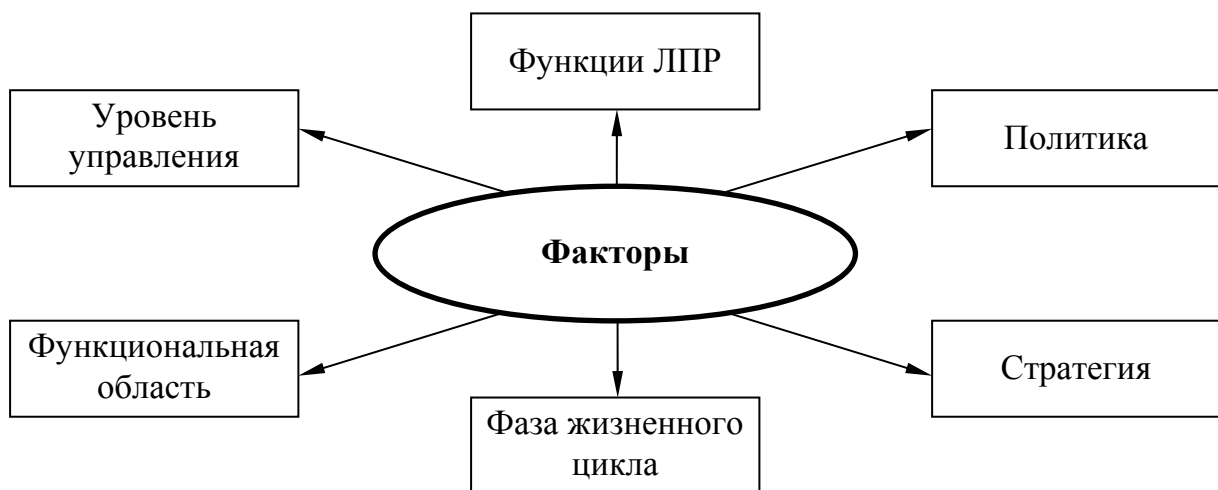 Функции ЛПР
Уровень
управления
Политика
Факторы
Функциональная
область
Стратегия
Фаза жизненного
цикла